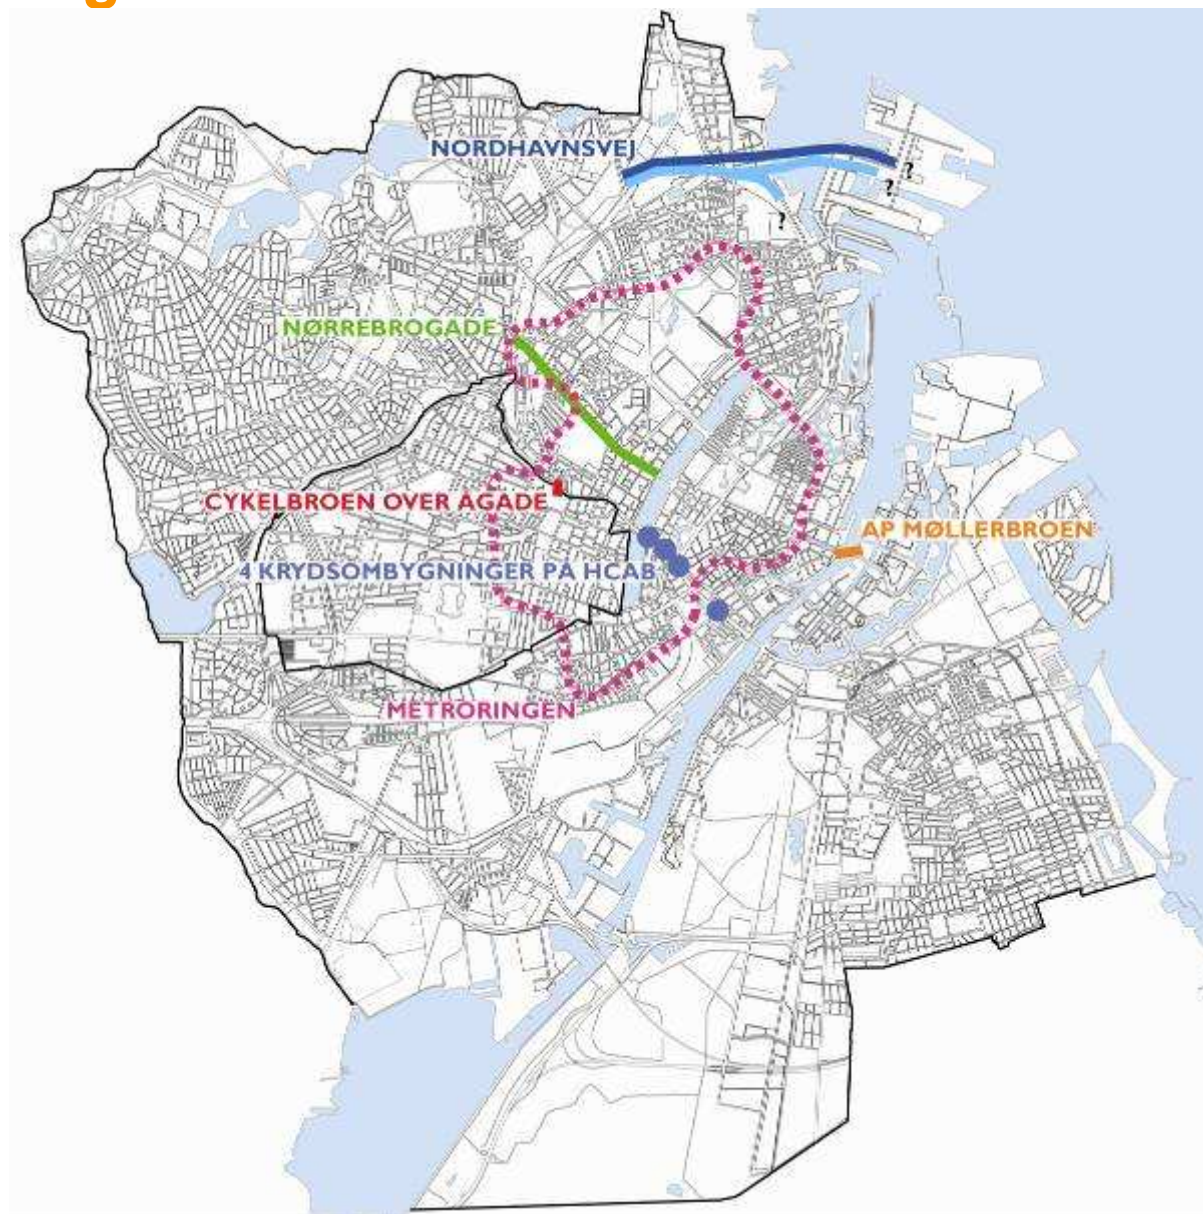 NORDHAVNSVEJ
?
?
?
NØRREBROGADE
CYKELBROEN OVER ÅGADE
AP MØLLERBROEN
4 KRYDSOMBYGNINGER PÅ HCAB
METRORINGEN